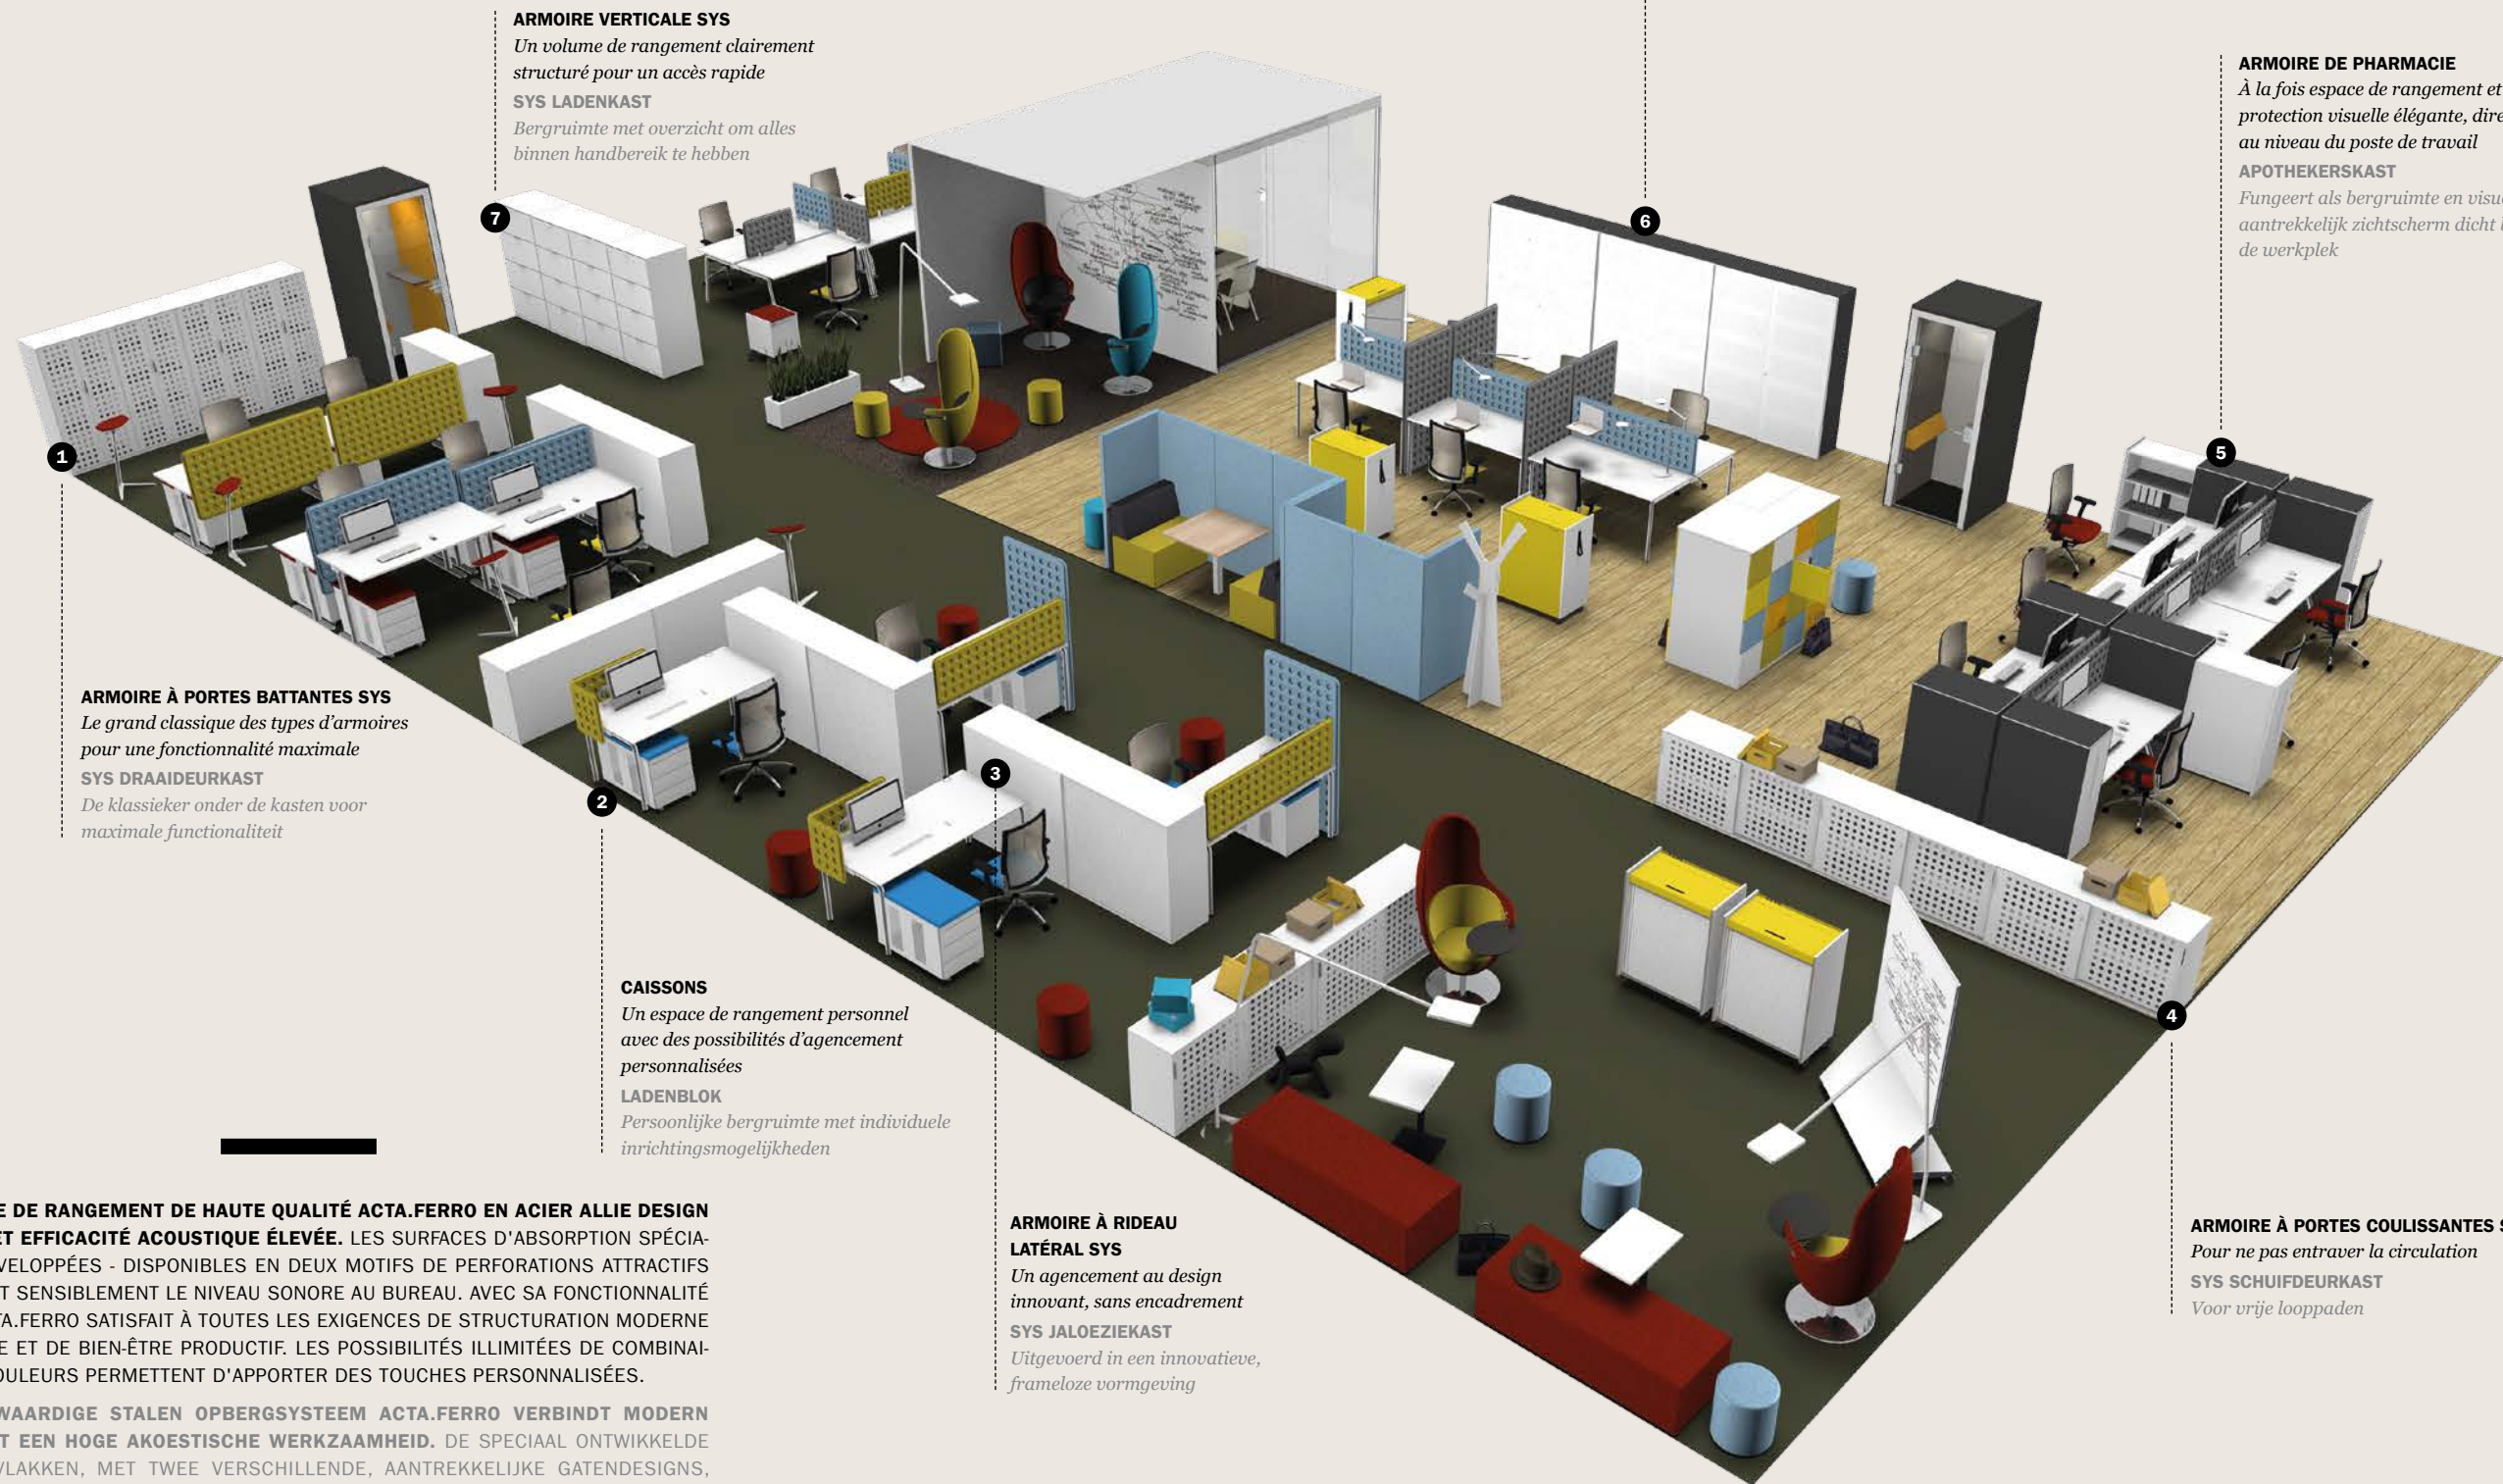 ARMOIRE VERTICALE SYS
Un volume de rangement clairement
structuré pour un accès rapide
SYS LADENKAST
Bergruimte met overzicht om alles
binnen handbereik te hebben
7
6
ARMOIRE DE PHARMACIE
À la fois espace de rangement et
protection visuelle élégante,
au niveau du poste de travail
APOTHEKERSKAST
Fungeert als bergruimte en
aantrekkelijk zichtscherm dicht
de werkplek
5
1
ARMOIRE À PORTES BATTANTES SYS
Le grand classique des types d’armoires
pour une fonctionnalité maximale
SYS DRAAIDEURKAST
De klassieker onder de kasten voor
maximale functionaliteit
2
CAISSONS
Un espace de rangement personnel
avec des possibilités d’agencement
personnalisées
LADENBLOK
Persoonlijke bergruimte met individuele
inrichtingsmogelijkheden
3
ARMOIRE À RIDEAU
LATÉRAL SYS
Un agencement au design
innovant, sans encadrement
SYS JALOEZIEKAST
Uitgevoerd in een innovatieve,
frameloze vormgeving
4
ARMOIRE À PORTES COULISSANTES
Pour ne pas entraver la circulation
SYS SCHUIFDEURKAST
Voor vrije looppaden
DE RANGEMENT DE HAUTE QUALITÉ ACTA.FERRO EN ACIER ALLIE DESIGN
ET EFFICACITÉ ACOUSTIQUE ÉLEVÉE. LES SURFACES D'ABSORPTION SPÉCIA-
VELOPPÉES - DISPONIBLES EN DEUX MOTIFS DE PERFORATIONS ATTRACTIFS
T SENSIBLEMENT LE NIVEAU SONORE AU BUREAU. AVEC SA FONCTIONNALITÉ
TA.FERRO SATISFAIT À TOUTES LES EXIGENCES DE STRUCTURATION MODERNE
E ET DE BIEN-ÊTRE PRODUCTIF. LES POSSIBILITÉS ILLIMITÉES DE COMBINAI-
OULEURS PERMETTENT D'APPORTER DES TOUCHES PERSONNALISÉES.
WAARDIGE STALEN OPBERGSYSTEEM ACTA.FERRO VERBINDT MODERN
T EEN HOGE AKOESTISCHE WERKZAAMHEID. DE SPECIAAL ONTWIKKELDE
VLAKKEN, MET TWEE VERSCHILLENDE, AANTREKKELIJKE GATENDESIGNS,